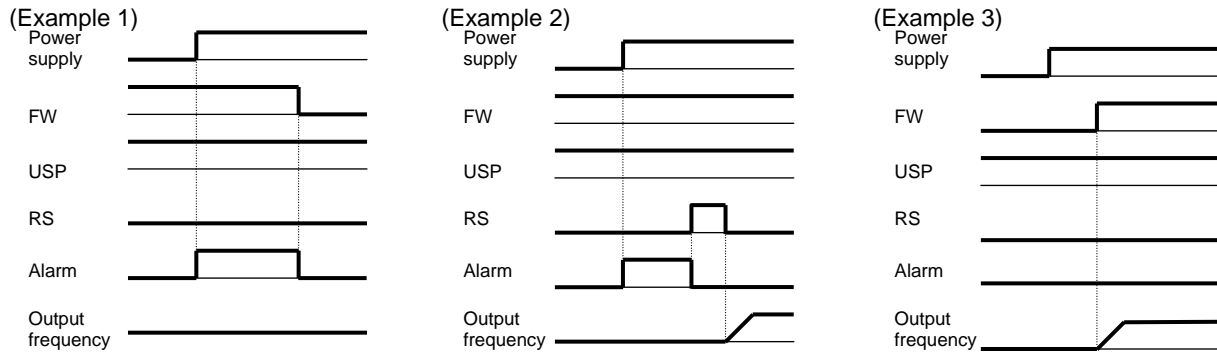 (Example 1)
Power
supply
FW
USP
RS
Alarm
Output
frequency
(Example 2)
Power
supply
FW
USP
RS
Alarm
Output
frequency
(Example 3)
Power
supply
FW
USP
RS
Alarm
Output
frequency